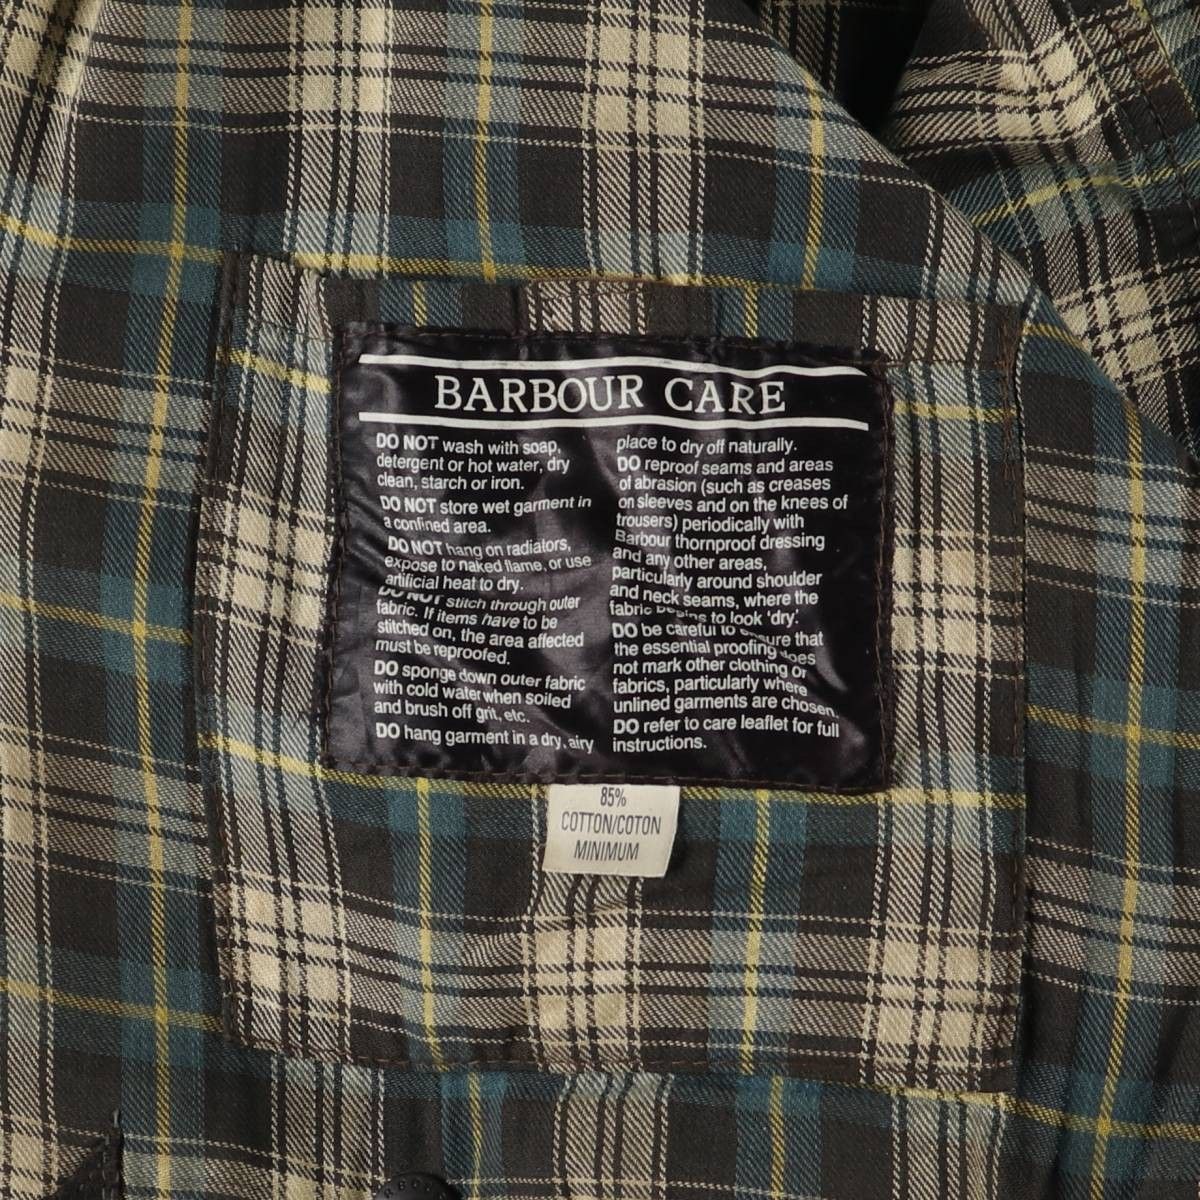 BARBOUR CARE
DO NOT wash with soap,
detergent or hot water, dry
clean, starch or iron.
DO NOT store wet garment in
a confined area.
DO NOT hang on radiators,
expose to naked flame, or use
artificial heat to dry.
DO NOT stitch through outer
fabric. If items have to be
stitched on, the area affected
must be reproofed.
DO sponge down outer fabric
with cold water when soiled
and brush off grit, etc.
DO hang garment in a dry, airy
place to dry off naturally.
DO reproof seams and areas
of abrasion (such as creases
on sleeves and on the knees of
trousers) periodically with
Barbour thornproof dressing
and any other areas,
particularly around shoulder
and neck seams, where the
fabric begins to look 'dry'.
DO be careful to ensure that
the essential proofing does
not mark other clothing or
fabrics, particularly where
unlined garments are chosen.
DO refer to care leaflet for full
instructions.
85%
COTTON/COTON
MINIMUM